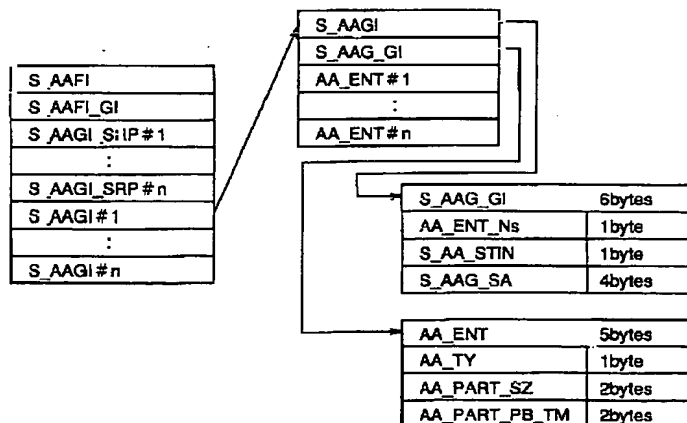 S_AAFI
S_AAFI_GI
S_AAGI_SRP#1
:
S_AAGI_SRP#n
S_AAGI#1
:
S_AAGI#n
S_AAGI
S_AAG_GI
AA_ENT#1
:
AA_ENT#n
S_AAG_GI 6bytes
AA_ENT_Ns 1byte
S_AA_STIN 1byte
S_AAG_SA 4bytes
AA_ENT 5bytes
AA_TY 1byte
AA_PART_SZ 2bytes
AA_PART_PB_TM 2bytes